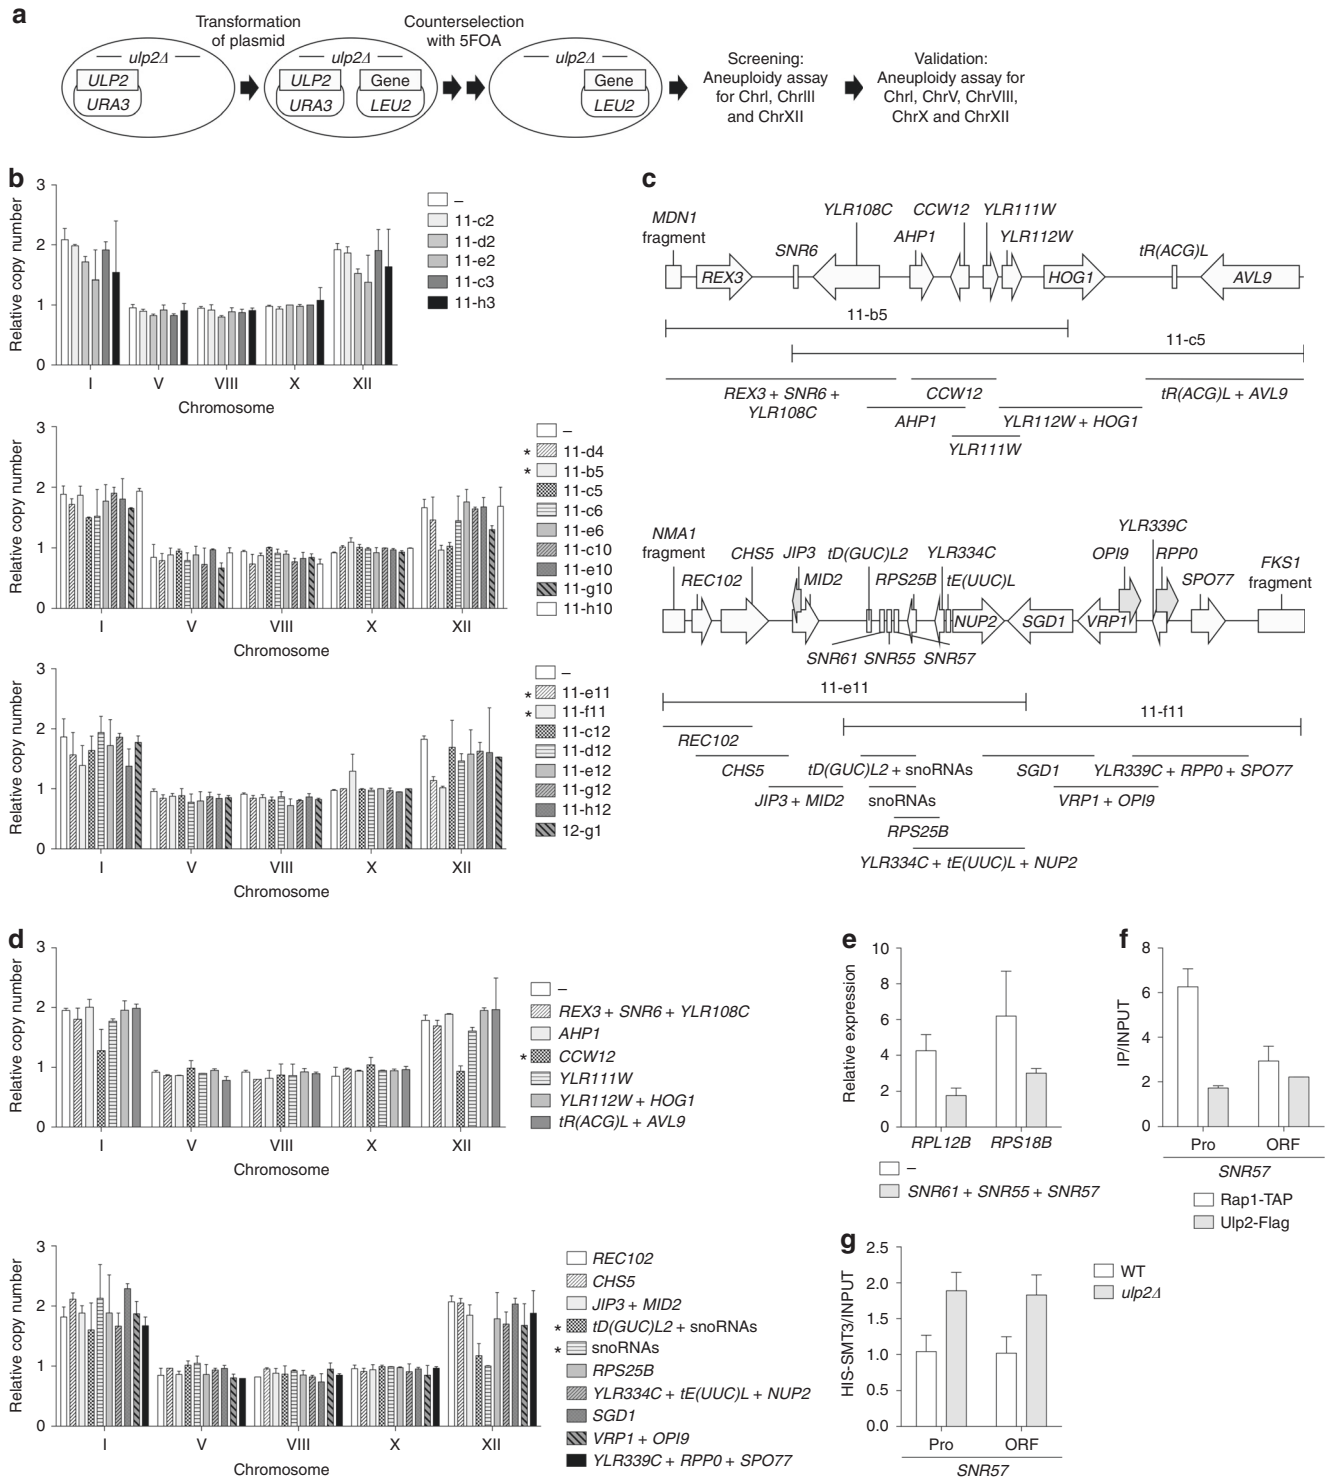 a
Transformation
of plasmid
Counterselection
with 5FOA
ulp2Δ
ULP2
URA3
ulp2Δ
ULP2
URA3
Gene
LEU2
ulp2Δ
Gene
LEU2
Screening:
Aneuploidy assay
for ChrI, ChrIII
and ChrXII
Validation:
Aneuploidy assay for
ChrI, ChrV, ChrVIII,
ChrX and ChrXII
b
Relative copy number
3
2
1
0
I V VIII X XII
Chromosome
–
11-c2
11-d2
11-e2
11-c3
11-h3
Relative copy number
3
2
1
0
I V VIII X XII
Chromosome
–
* 11-d4
* 11-b5
11-c5
11-c6
11-e6
11-c10
11-e10
11-g10
11-h10
Relative copy number
3
2
1
0
I V VIII X XII
Chromosome
–
* 11-e11
* 11-f11
11-c12
11-d12
11-e12
11-g12
11-h12
12-g1
c
MDN1
fragment
REX3
SNR6
YLR108C
AHP1
CCW12
YLR111W
YLR112W
HOG1
tR(ACG)L
AVL9
11-b5
11-c5
REX3 + SNR6 +
YLR108C
CCW12
tR(ACG)L + AVL9
AHP1
YLR112W + HOG1
YLR111W
NMA1
fragment
REC102
CHS5
JIP3
MID2
tD(GUC)L2
RPS25B
YLR334C
tE(UUC)L
NUP2
SGD1
VRP1
OPI9
YLR339C
RPP0
SPO77
FKS1
fragment
SNR61 SNR55 SNR57
11-e11
11-f11
REC102
CHS5
tD(GUC)L2 + snoRNAs
SGD1
YLR339C + RPP0 + SPO77
JIP3 + MID2
snoRNAs
VRP1 + OPI9
RPS25B
YLR334C + tE(UUC)L + NUP2
d
Relative copy number
3
2
1
0
I V VIII X XII
Chromosome
–
REX3 + SNR6 + YLR108C
AHP1
* CCW12
YLR111W
YLR112W + HOG1
tR(ACG)L + AVL9
Relative copy number
3
2
1
0
I V VIII X XII
Chromosome
REC102
CHS5
JIP3 + MID2
* tD(GUC)L2 + snoRNAs
* snoRNAs
RPS25B
YLR334C + tE(UUC)L + NUP2
SGD1
VRP1 + OPI9
YLR339C + RPP0 + SPO77
e
Relative expression
10
8
6
4
2
0
RPL12B RPS18B
–
SNR61 + SNR55 + SNR57
f
IP/INPUT
8
6
4
2
0
Pro ORF
SNR57
Rap1-TAP
Ulp2-Flag
g
HIS-SMT3/INPUT
2.5
2.0
1.5
1.0
0.5
0.0
Pro ORF
SNR57
WT
ulp2Δ